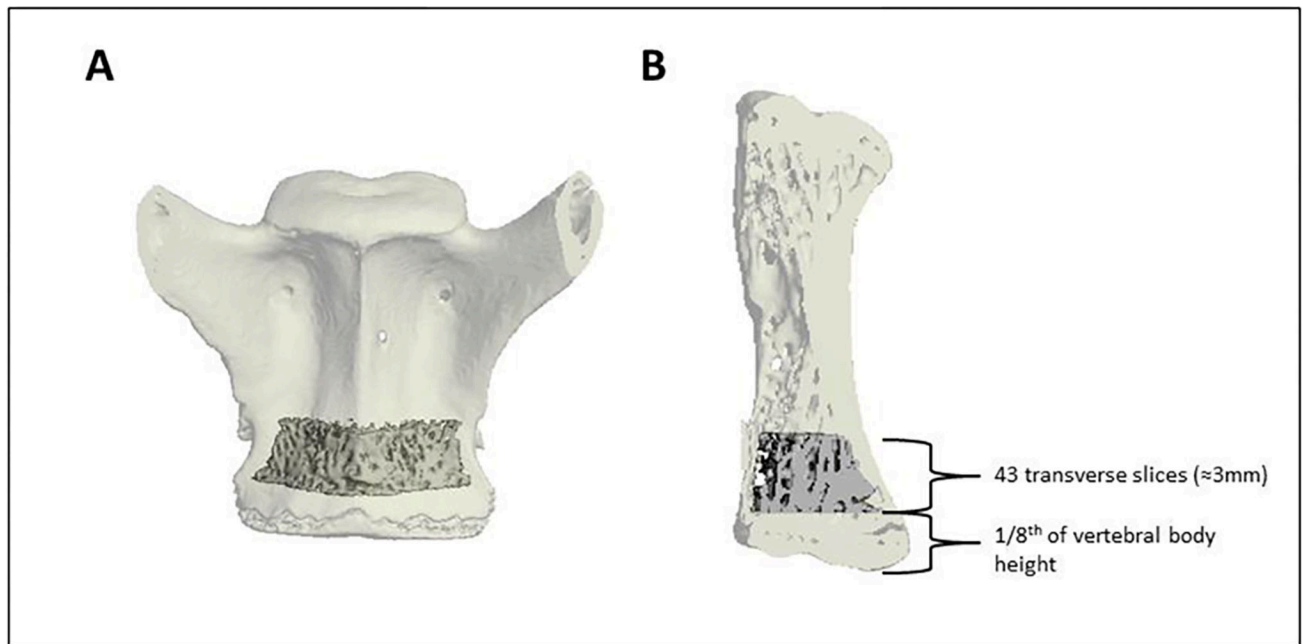 A
B
43 transverse slices (≈3mm)
1/8th of vertebral body
height